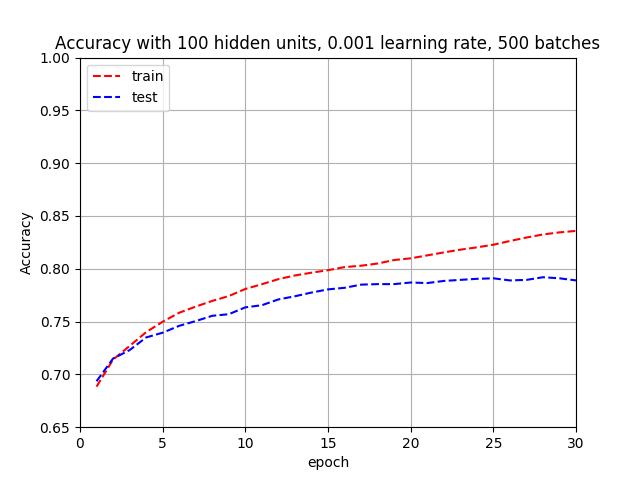 Accuracy with 100 hidden units, 0.001 learning rate, 500 batches
1.00
0.95
0.90
0.85
0.80
0.75
0.70
0.65
Accuracy
train
test
0 5 10 15 20 25 30
epoch